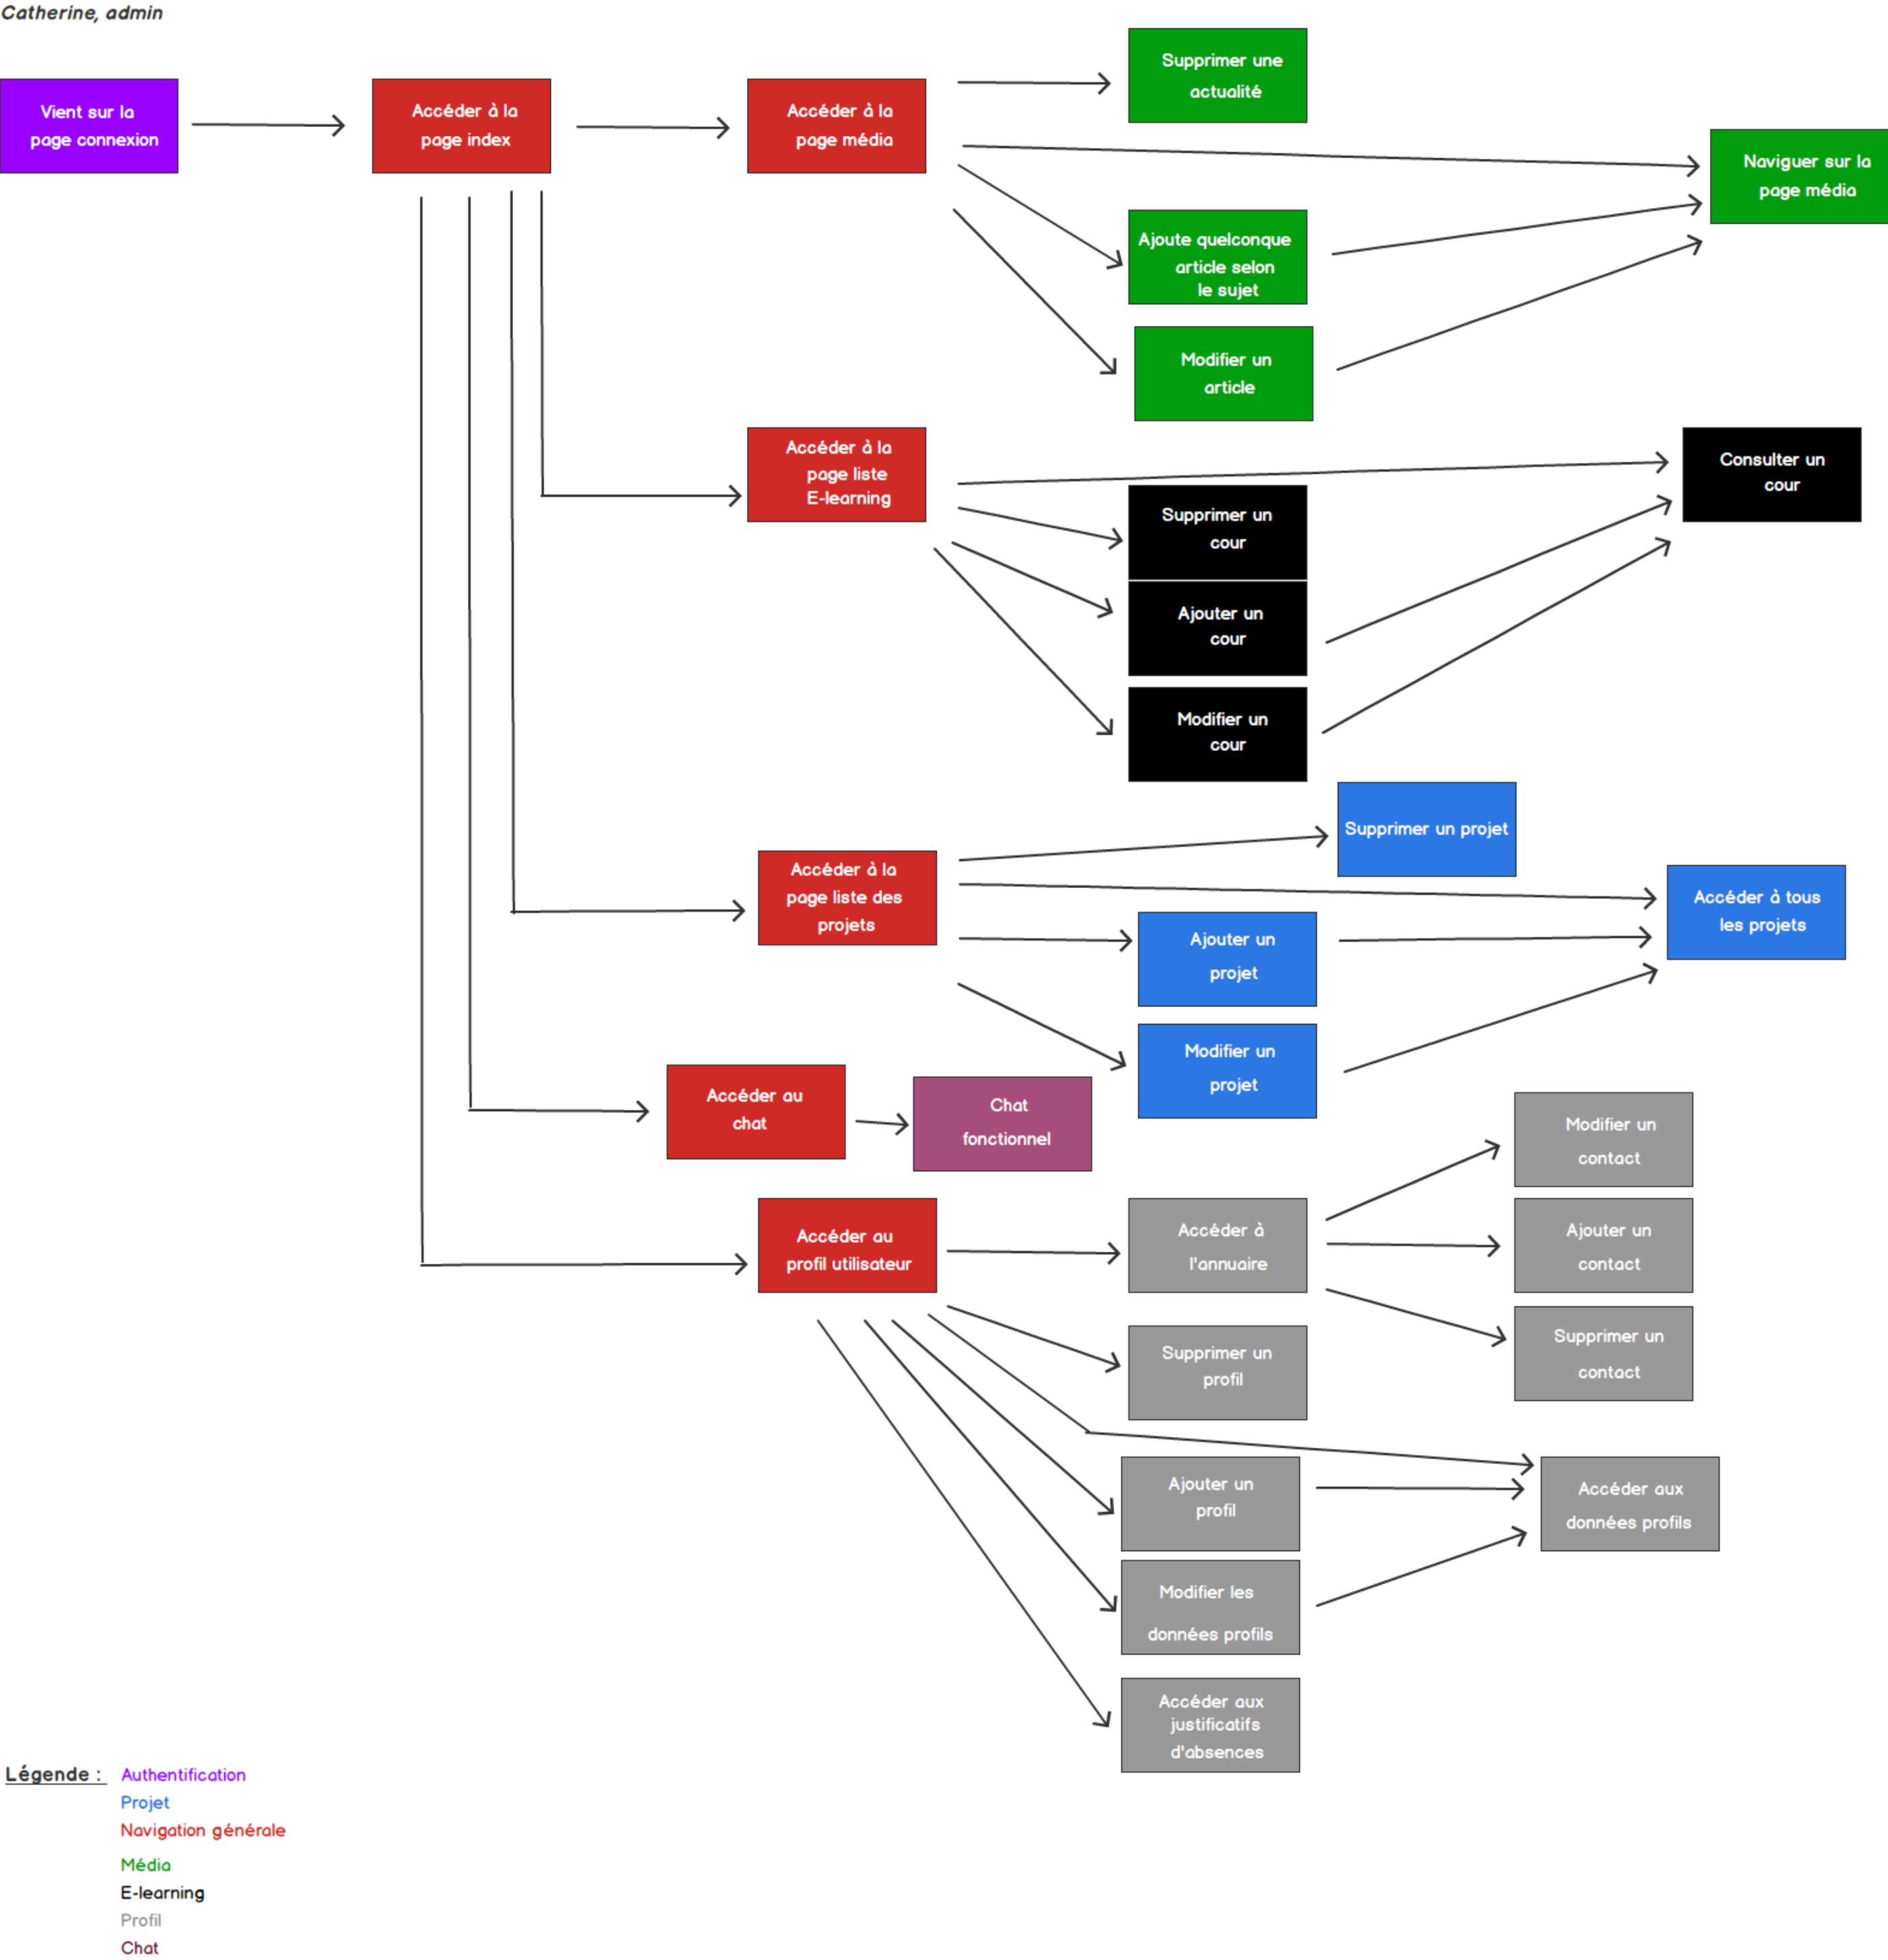 Catherine, admin
Vient sur la
page connexion
Accéder à la
page index
Accéder à la
page média
Supprimer une
actualité
Naviguer sur la
page média
Ajoute quelconque
article selon
le sujet
Modifier un
article
Accéder à la
page liste
E-learning
Consulter un
cour
Supprimer un
cour
Ajouter un
cour
Modifier un
cour
Supprimer un projet
Accéder à la
page liste des
projets
Accéder à tous
les projets
Ajouter un
projet
Modifier un
projet
Accéder au
chat
Chat
fonctionnel
Modifier un
contact
Accéder au
profil utilisateur
Accéder à
l'annuaire
Ajouter un
contact
Supprimer un
contact
Supprimer un
profil
Ajouter un
profil
Accéder aux
données profils
Modifier les
données profils
Accéder aux
justificatifs
d'absences
Légende :
Authentification
Projet
Navigation générale
Média
E-learning
Profil
Chat